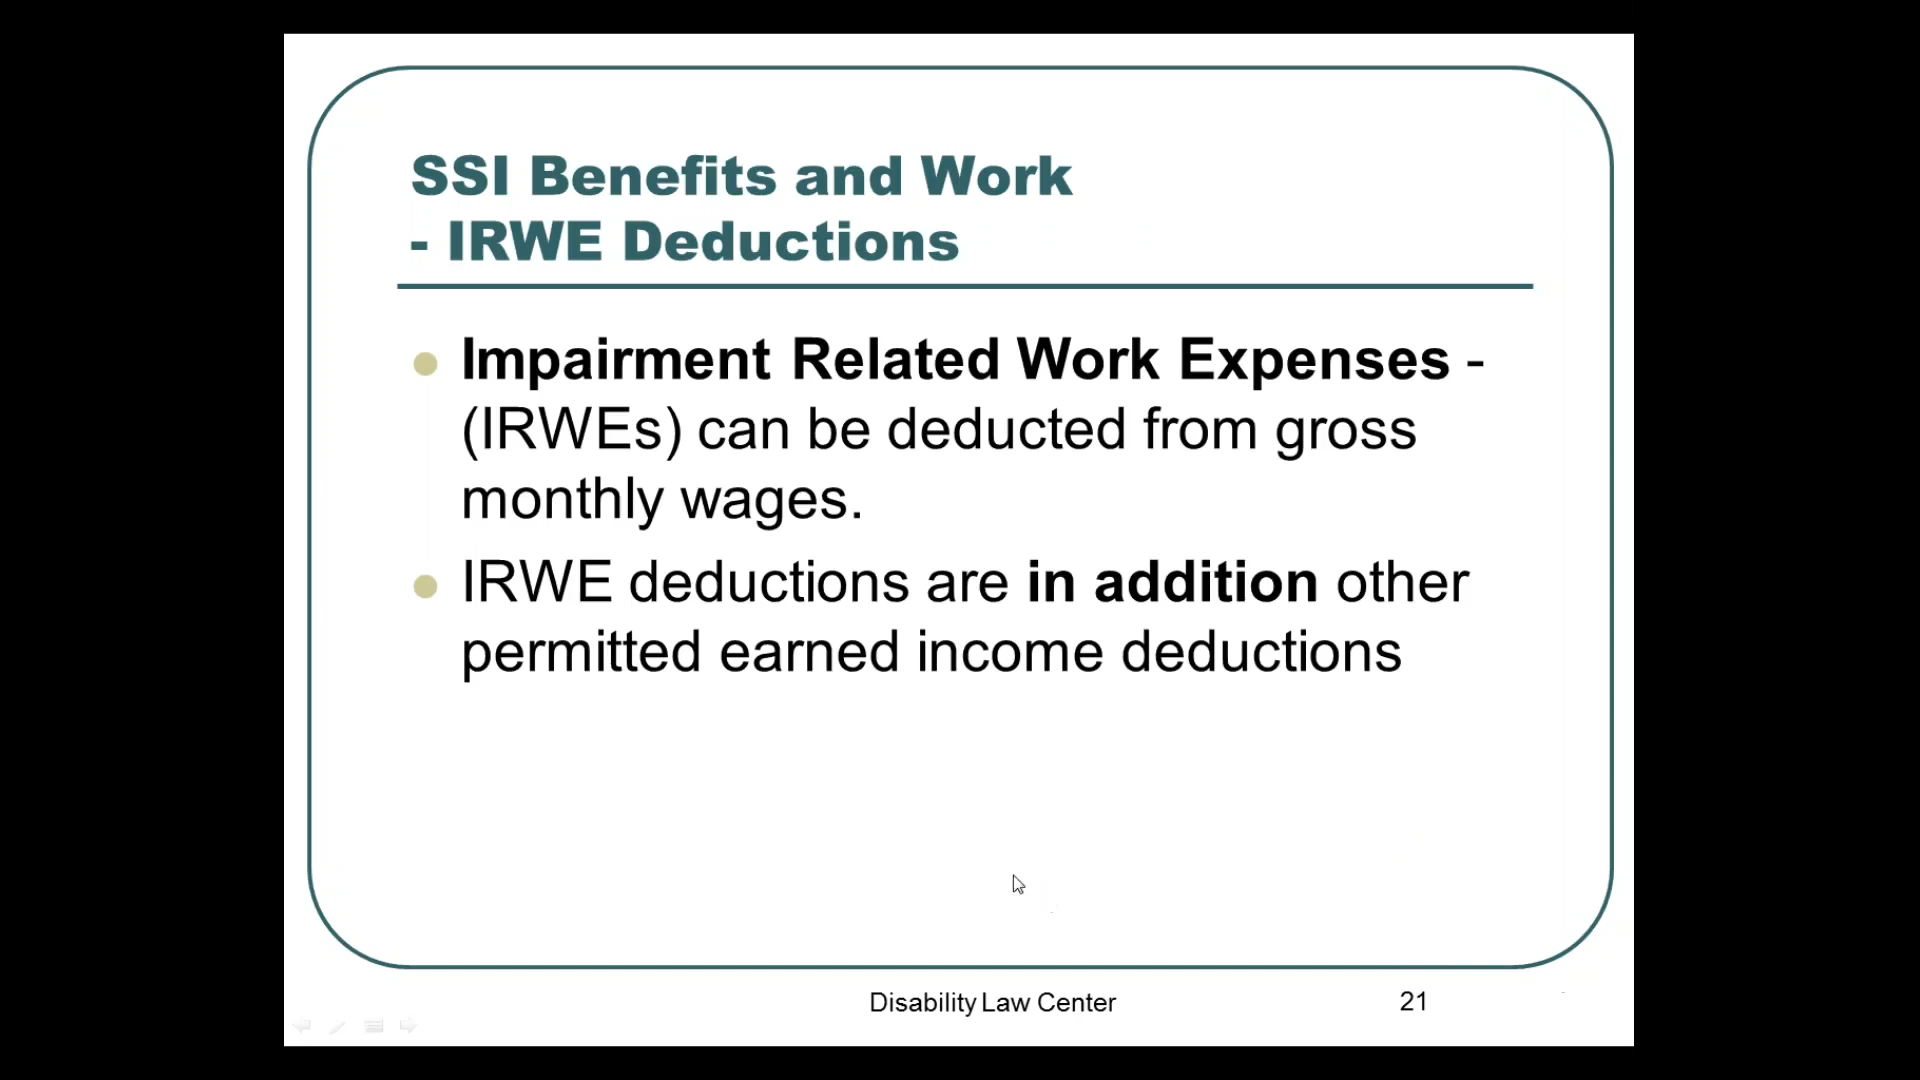 SSI Benefits and Work
- IRWE Deductions
Impairment Related Work Expenses -
(IRWEs) can be deducted from gross
monthly wages.
IRWE deductions are in addition other
permitted earned income deductions
Disability Law Center
21